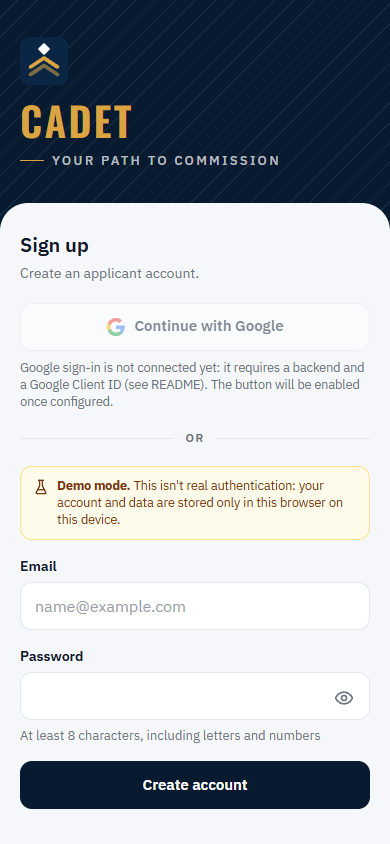 CADET
YOUR PATH TO COMMISSION
Sign up
Create an applicant account.
Continue with Google
Google sign-in is not connected yet: it requires a backend and
a Google Client ID (see README). The button will be enabled
once configured.
OR
Demo mode. This isn't real authentication: your
account and data are stored only in this browser on
this device.
Email
name@example.com
Password
At least 8 characters, including letters and numbers
Create account